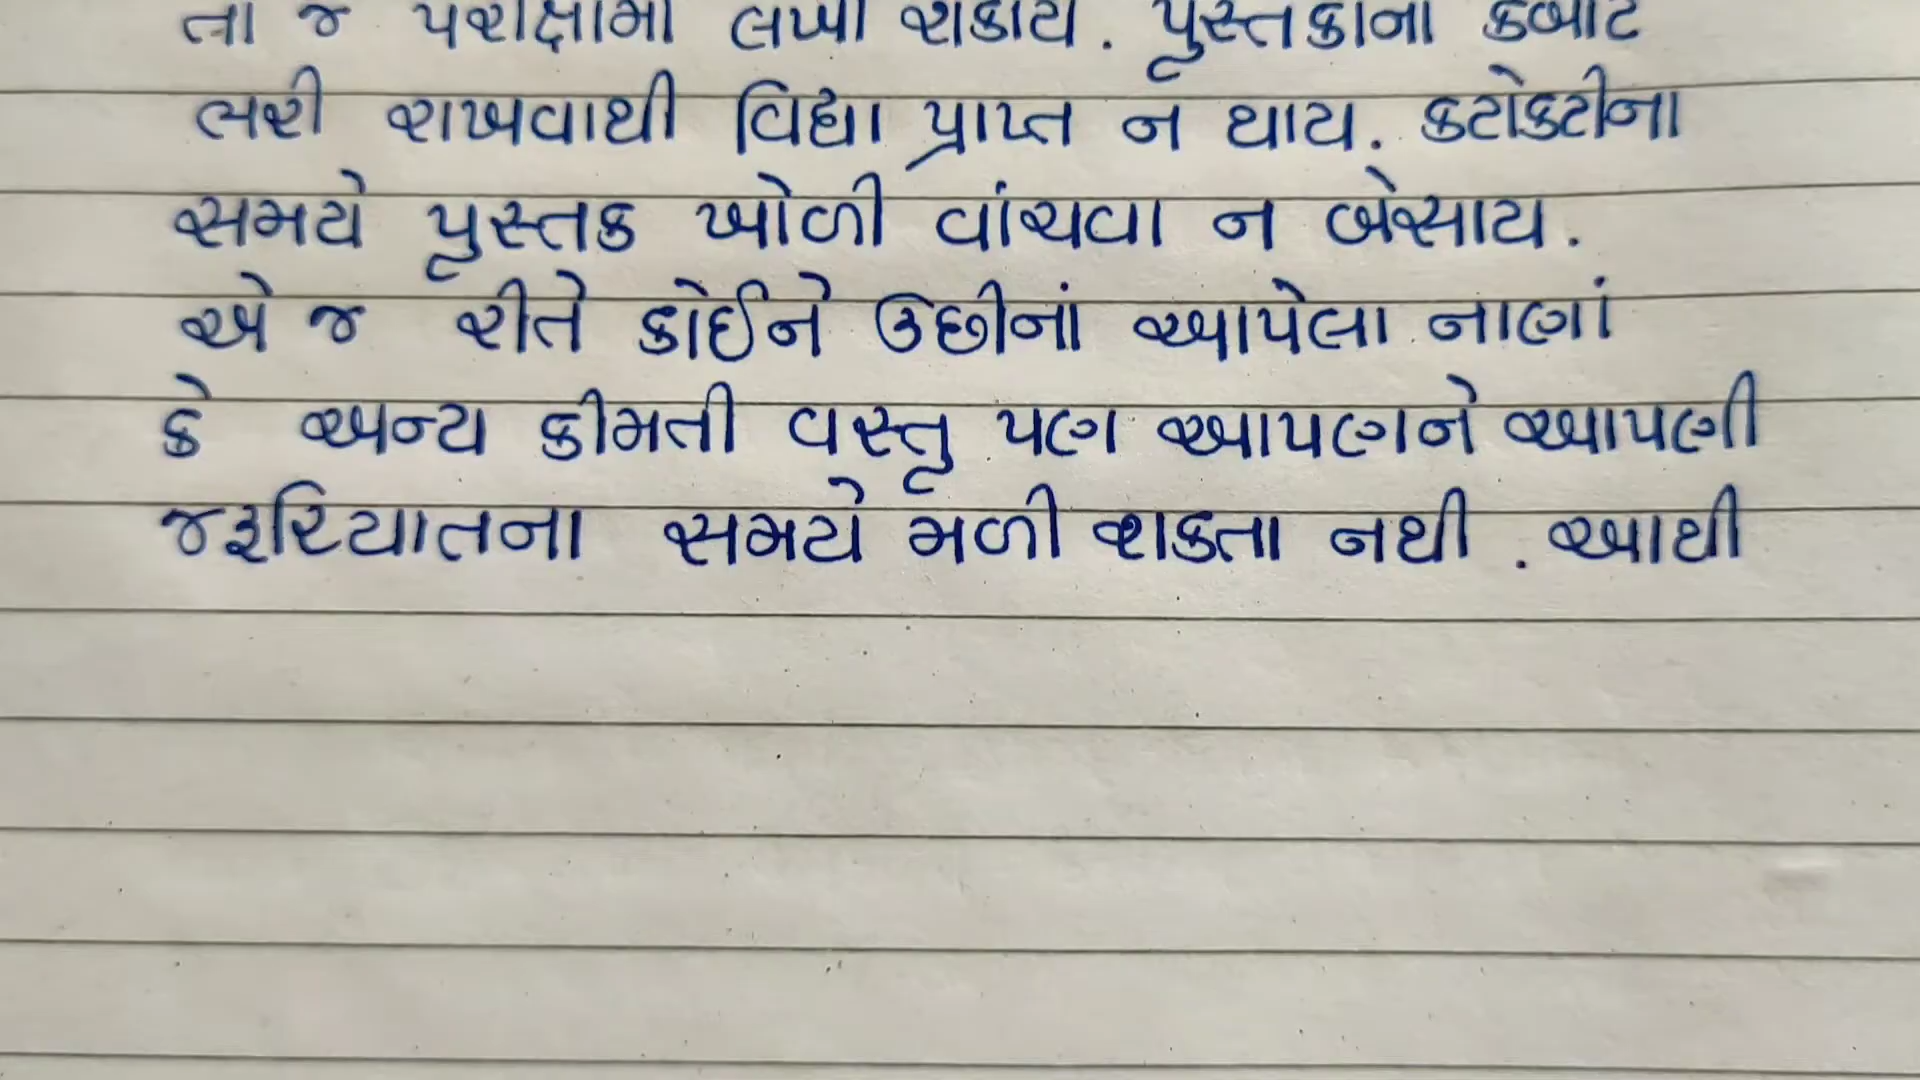 તો જ પરીક્ષામાં લખી શકાય. પુસ્તકોના કબાટ
ભરી રાખવાથી વિદ્યા પ્રાપ્ત ન થાય. કટોકટીના
સમયે પુસ્તક ખોળી વાંચવા ન બેસાય.
એ જ રીતે કોઈને ઉછીનાં આપેલા નાણાં
કે અન્ય કીમતી વસ્તુ પણ આપણને આપણી
જરૂરિયાતના સમયે મળી શકતા નથી. આથી